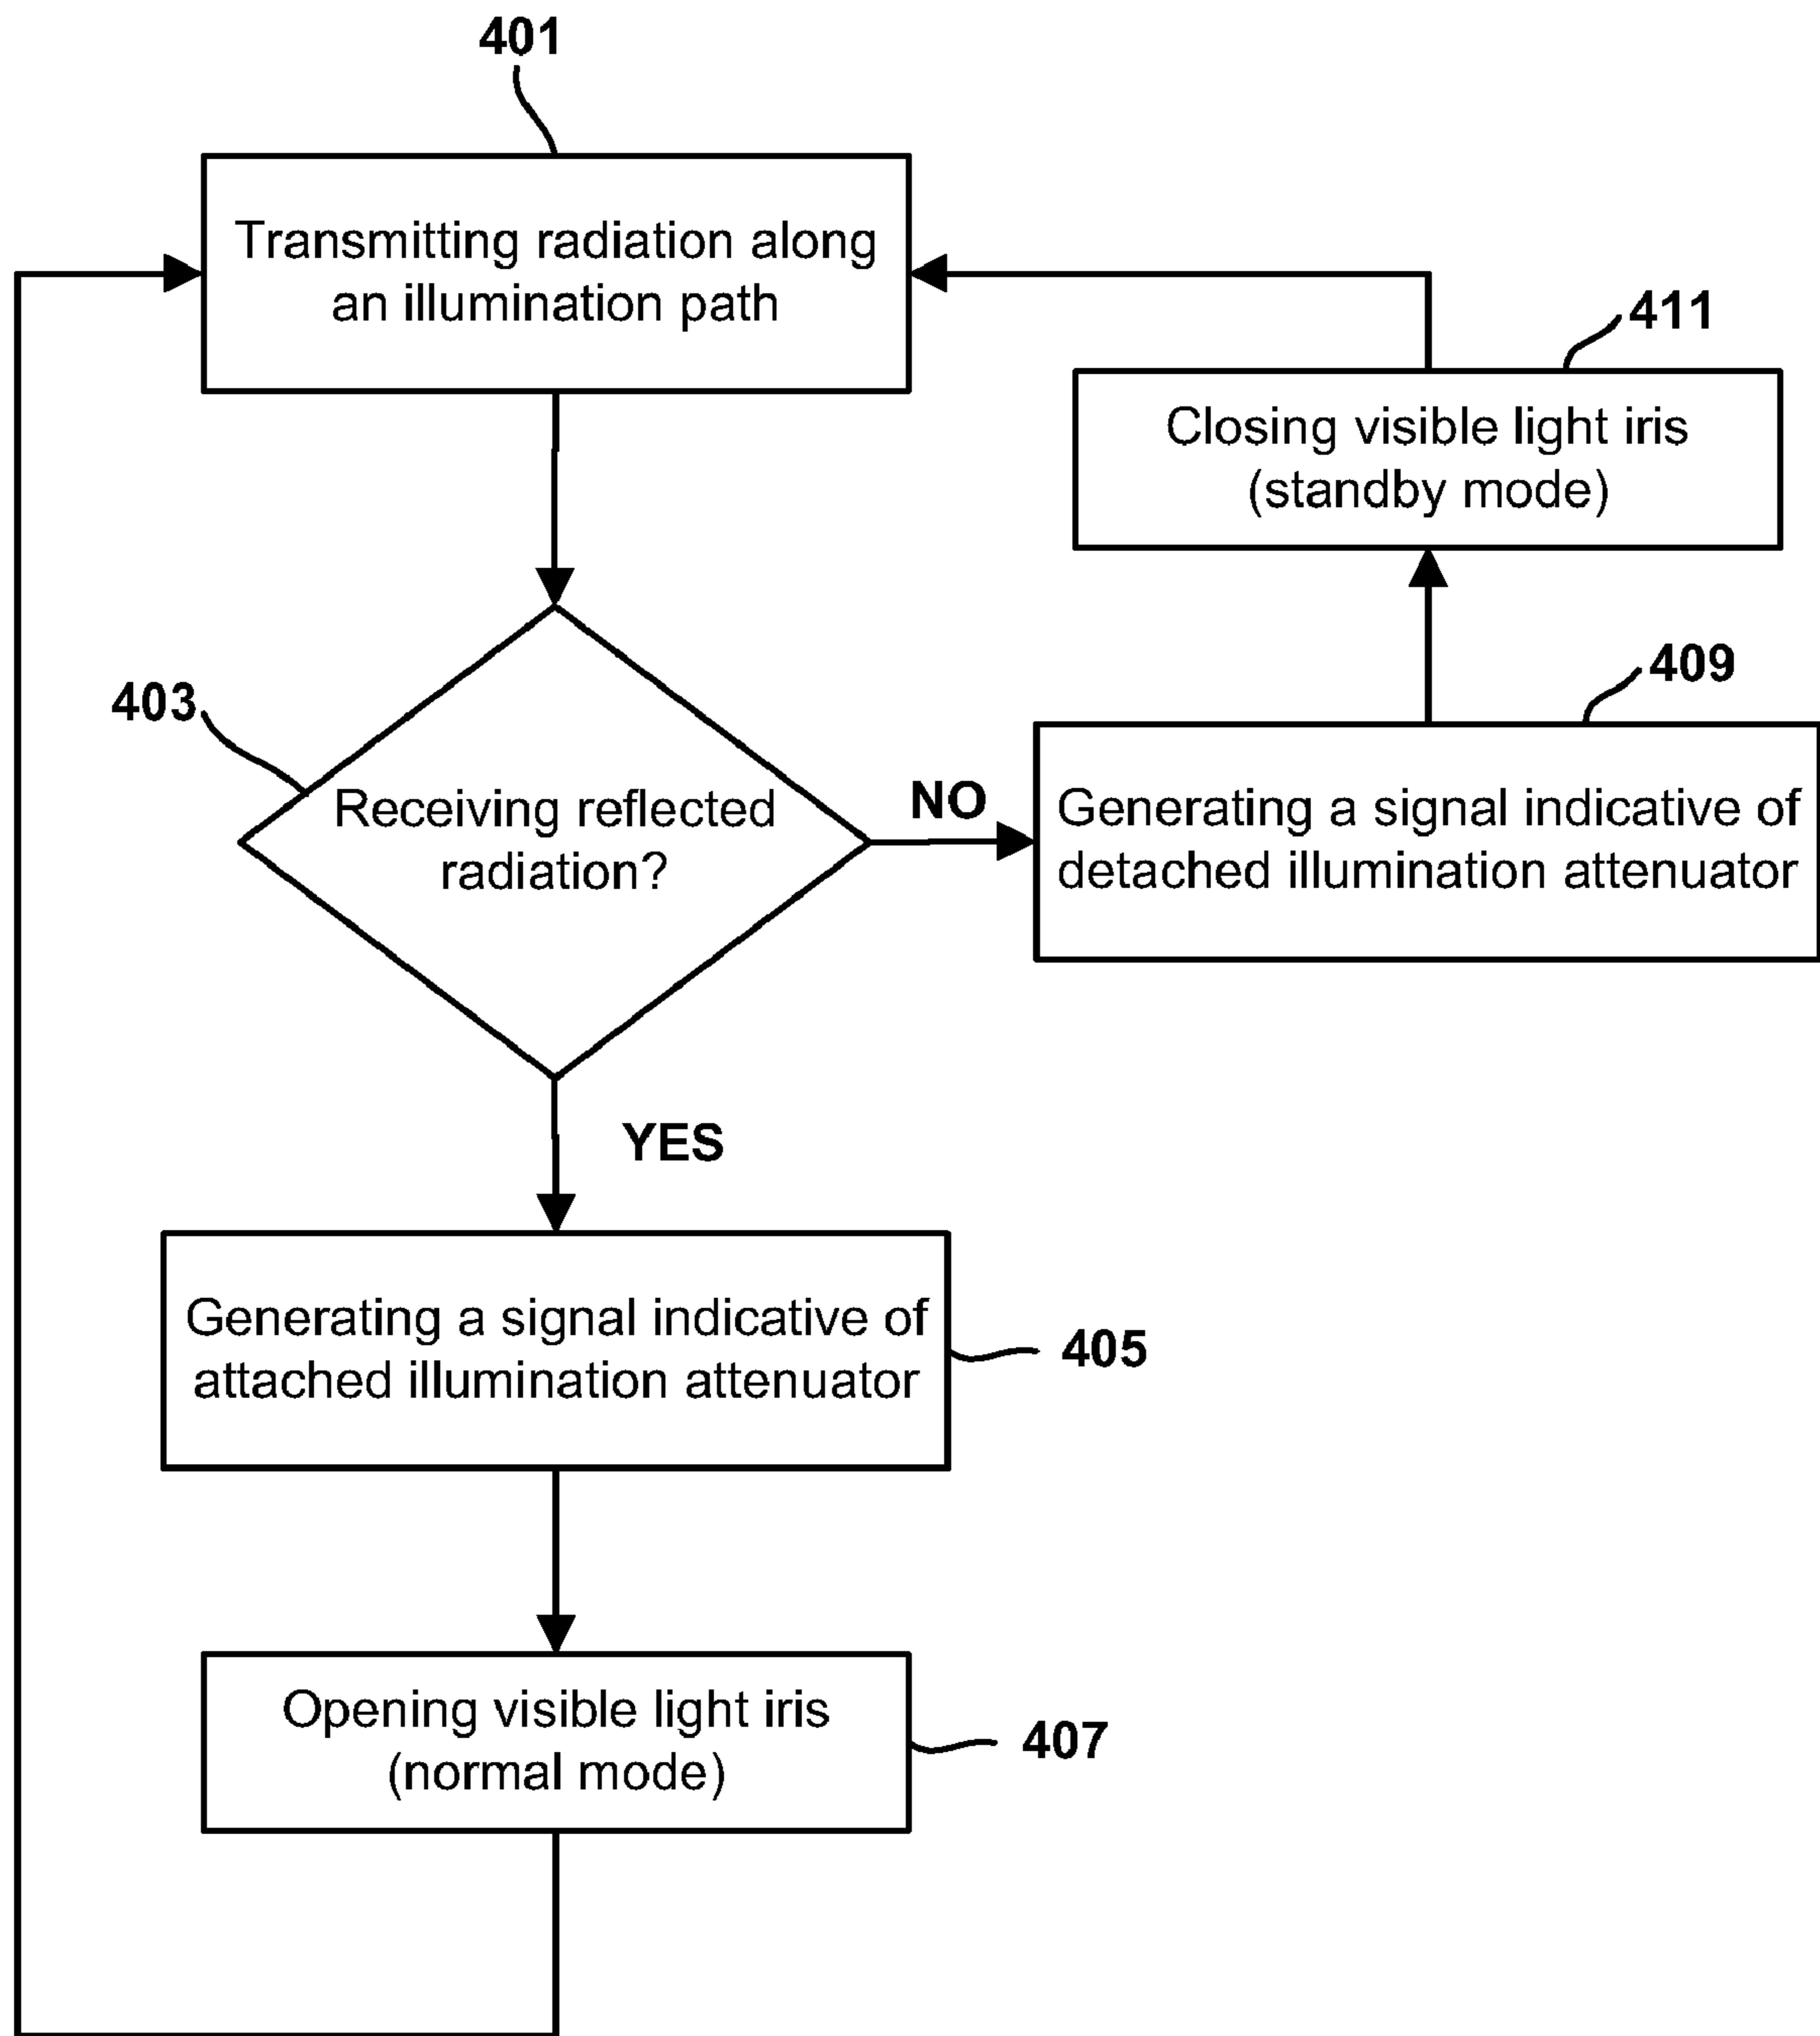 401
Transmitting radiation along
an illumination path
411
Closing visible light iris
(standby mode)
409
403
Receiving reflected
radiation?
NO
Generating a signal indicative of
detached illumination attenuator
YES
Generating a signal indicative of
attached illumination attenuator
405
Opening visible light iris
(normal mode)
407